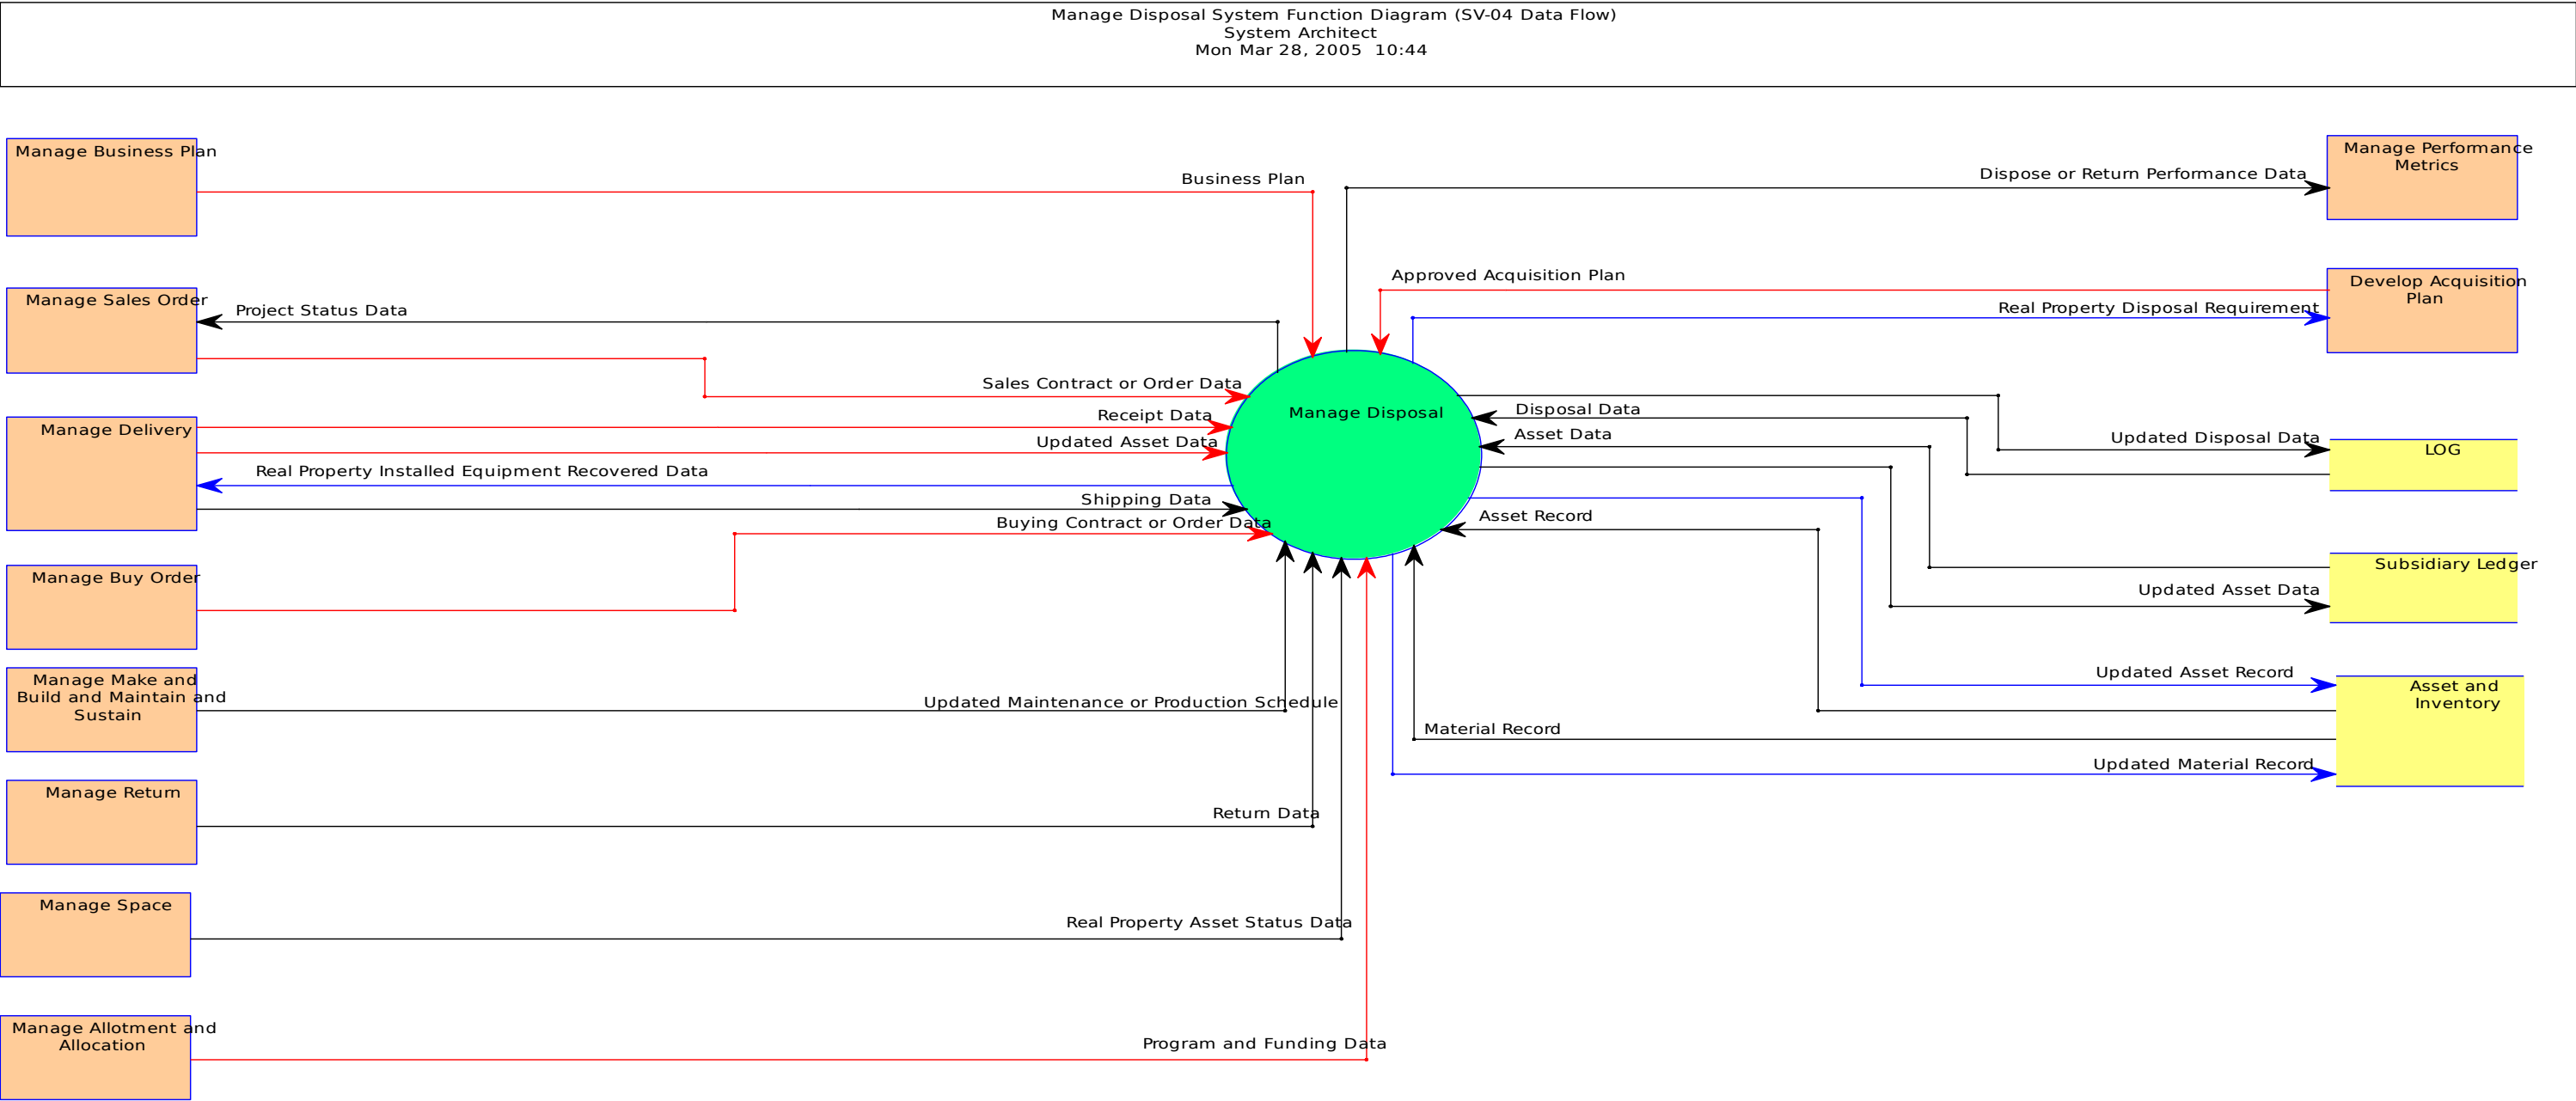 Manage Disposal System Function Diagram (SV-04 Data Flow)
System Architect
Mon Mar 28, 2005  10:44
Manage Business Plan
Business Plan
Manage Performance
Metrics
Dispose or Return Performance Data
Manage Sales Order
Project Status Data
Sales Contract or Order Data
Approved Acquisition Plan
Develop Acquisition
Plan
Real Property Disposal Requirement
Manage Delivery
Receipt Data
Updated Asset Data
Real Property Installed Equipment Recovered Data
Shipping Data
Buying Contract or Order Data
Manage Disposal
Disposal Data
Asset Data
Updated Disposal Data
LOG
Asset Record
Subsidiary Ledger
Updated Asset Data
Manage Buy Order
Manage Make and
Build and Maintain and
Sustain
Updated Maintenance or Production Schedule
Updated Asset Record
Asset and
Inventory
Material Record
Updated Material Record
Manage Return
Return Data
Manage Space
Real Property Asset Status Data
Manage Allotment and
Allocation
Program and Funding Data